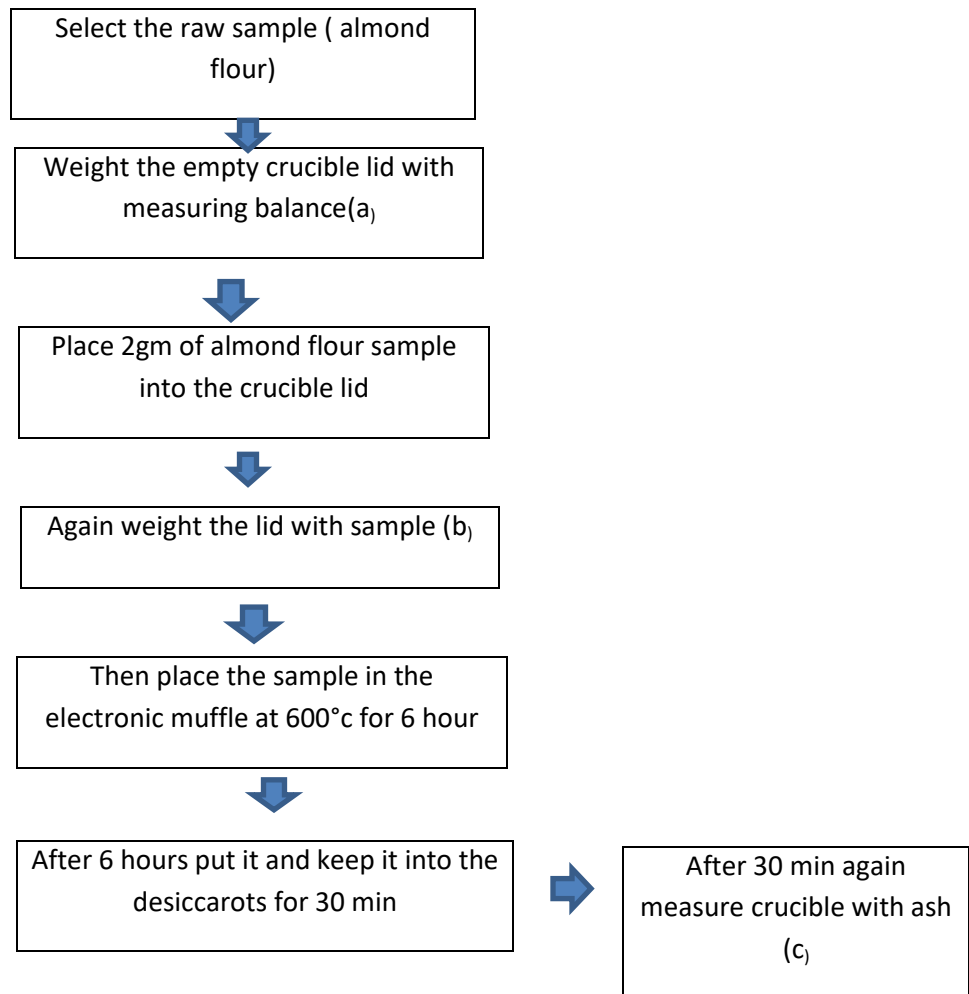 Select the raw sample ( almond
flour)
Weight the empty crucible lid with
measuring balance(a)
Place 2gm of almond flour sample
into the crucible lid
Again weight the lid with sample (b)
Then place the sample in the
electronic muffle at 600°c for 6 hour
After 6 hours put it and keep it into the
desiccarots for 30 min
After 30 min again
measure crucible with ash
(c)